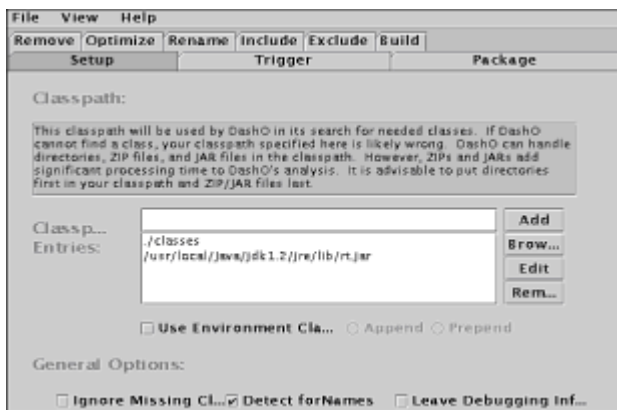 File View Help
Remove Optimize Rename Include Exclude Build
Setup Trigger Package
Classpath:
This classpath will be used by DashO in its search for needed classes. If DashO
cannot find a class, your classpath specified here is likely wrong. DashO can handle
directories, ZIP files, and JAR files in the classpath. However, ZIPs and JARs add
significant processing time to DashO's analysis. It is advisable to put directories
first in your classpath and ZIP/JAR files last.
Classp... Add
Entries: ./classes Brow...
/usr/local/java/jdk1.2/jre/lib/rt.jar
Edit
Rem...
Use Environment Cla... Append Prepend
General Options:
Ignore Missing Cl... Detect forNames Leave Debugging Inf...